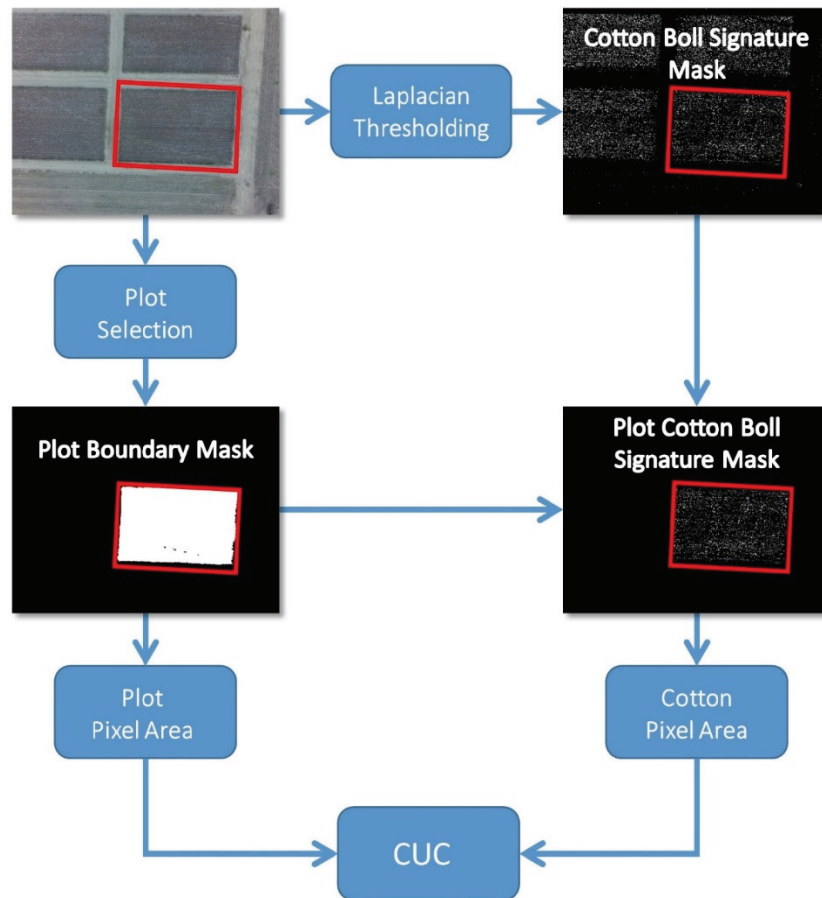 Laplacian
Thresholding
Cotton Boll Signature
Mask
Plot
Selection
Plot Boundary Mask
Plot Cotton Boll
Signature Mask
Plot
Pixel Area
Cotton
Pixel Area
CUC